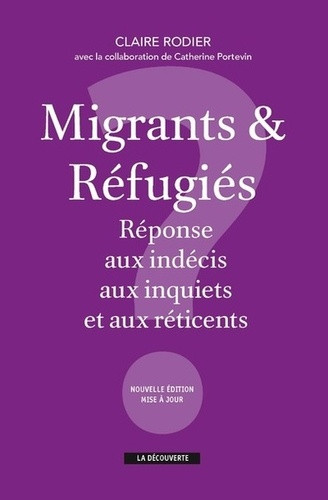 CLAIRE RODIER
avec la collaboration de Catherine Portevin
Migrants &
Réfugiés
Réponse
aux indécis
aux inquiets
et aux réticents
NOUVELLE ÉDITION
MISE À JOUR
LA DÉCOUVERTE
?